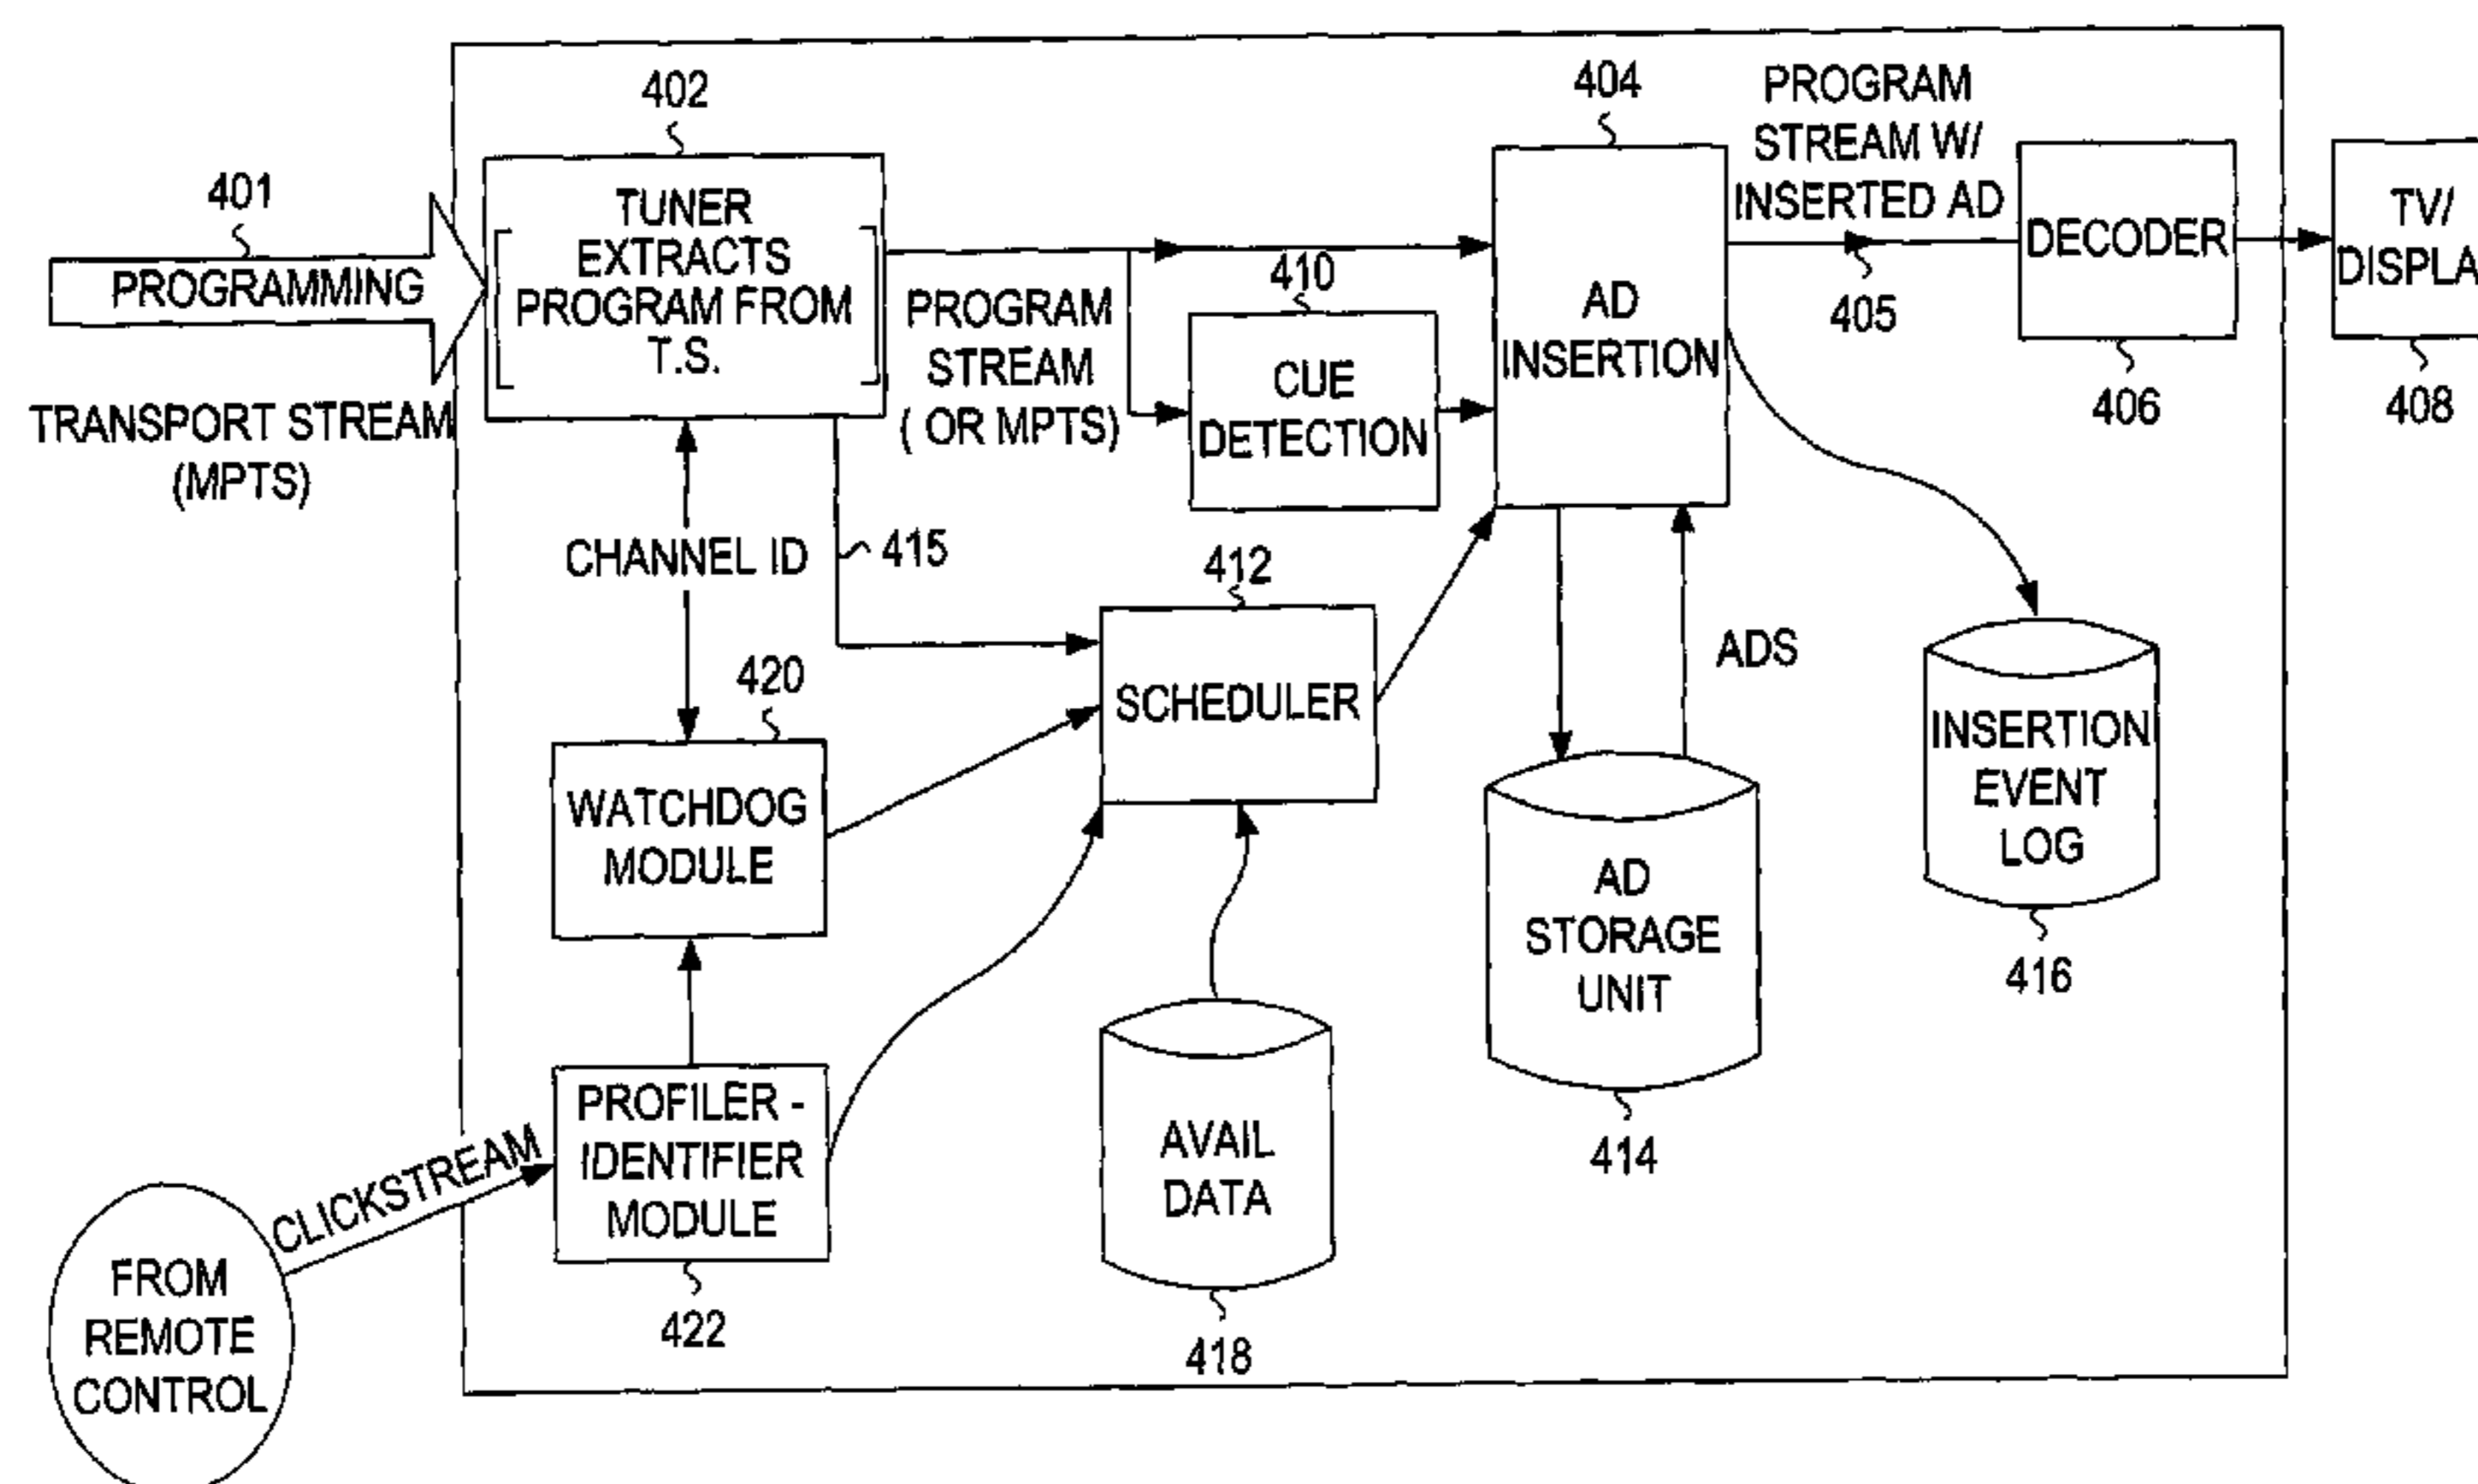 401
PROGRAMMING
TRANSPORT STREAM
(MPTS)
402
TUNER
EXTRACTS
PROGRAM FROM
T.S.
PROGRAM
STREAM
( OR MPTS)
410
CUE
DETECTION
404
AD
INSERTION
PROGRAM
STREAM W/
INSERTED AD
405
DECODER
406
TV/
DISPLA
408
CHANNEL ID
415
412
SCHEDULER
420
WATCHDOG
MODULE
PROFILER -
IDENTIFIER
MODULE
422
CLICKSTREAM
FROM
REMOTE
CONTROL
AVAIL
DATA
418
ADS
AD
STORAGE
UNIT
414
INSERTION
EVENT
LOG
416